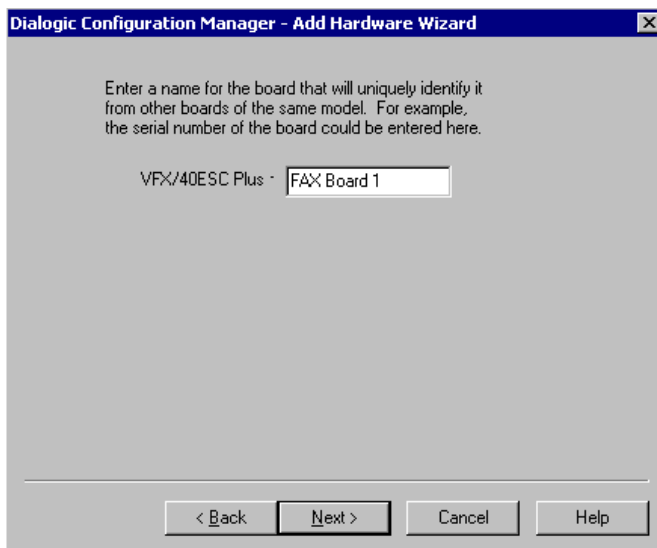 Dialogic Configuration Manager - Add Hardware Wizard
Enter a name for the board that will uniquely identify it
from other boards of the same model. For example,
the serial number of the board could be entered here.
VFX/40ESC Plus - FAX Board 1
< Back Next > Cancel Help